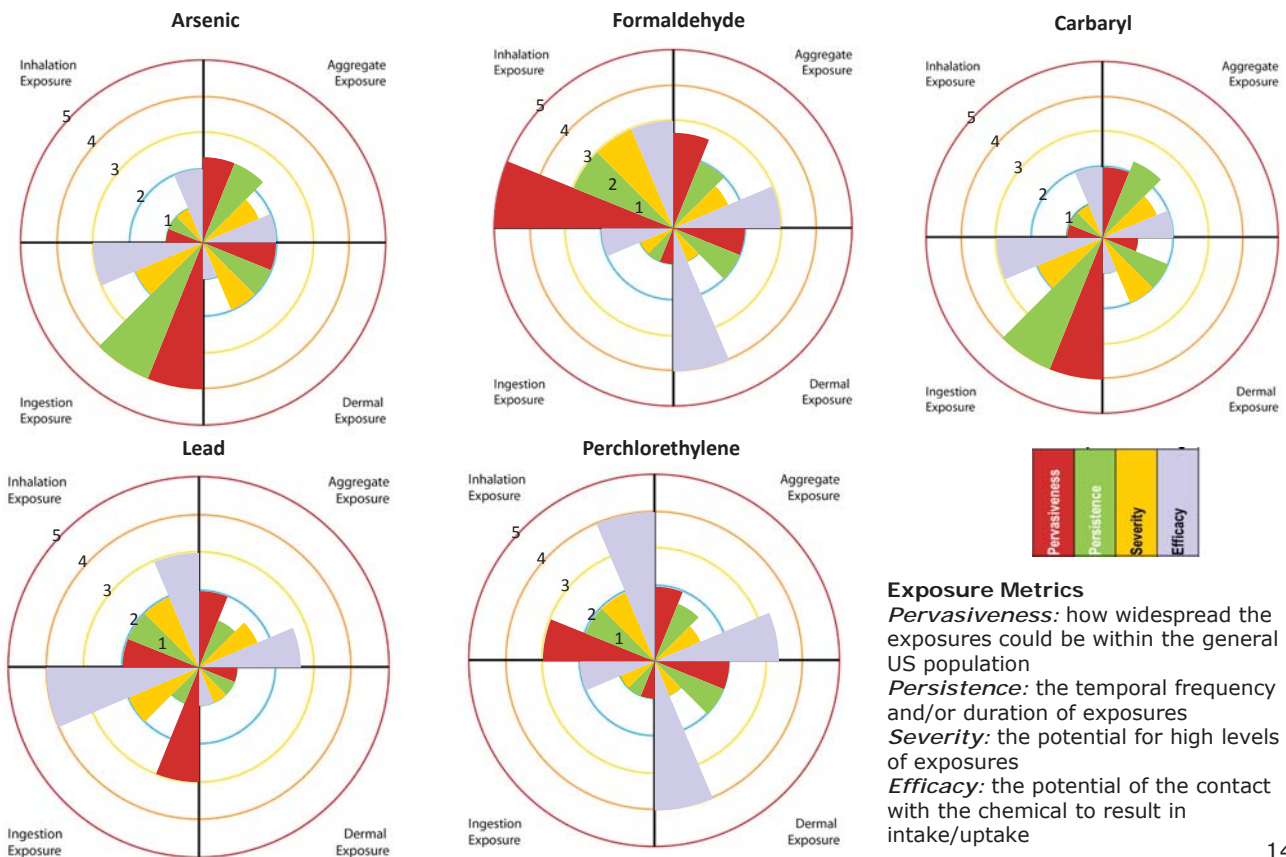 Arsenic
Inhalation
Exposure
Aggregate
Exposure
5
4
3
2
1
Ingestion
Exposure
Dermal
Exposure
Formaldehyde
Inhalation
Exposure
Aggregate
Exposure
5
4
3
2
1
Ingestion
Exposure
Dermal
Exposure
Carbaryl
Inhalation
Exposure
Aggregate
Exposure
5
4
3
2
1
Ingestion
Exposure
Dermal
Exposure
Lead
Inhalation
Exposure
Aggregate
Exposure
5
4
3
2
1
Ingestion
Exposure
Dermal
Exposure
Perchlorethylene
Inhalation
Exposure
Aggregate
Exposure
5
4
3
2
1
Ingestion
Exposure
Dermal
Exposure
Pervasiveness
Persistence
Severity
Efficacy
Exposure Metrics
Pervasiveness: how widespread the
exposures could be within the general
US population
Persistence: the temporal frequency
and/or duration of exposures
Severity: the potential for high levels
of exposures
Efficacy: the potential of the contact
with the chemical to result in
intake/uptake
14